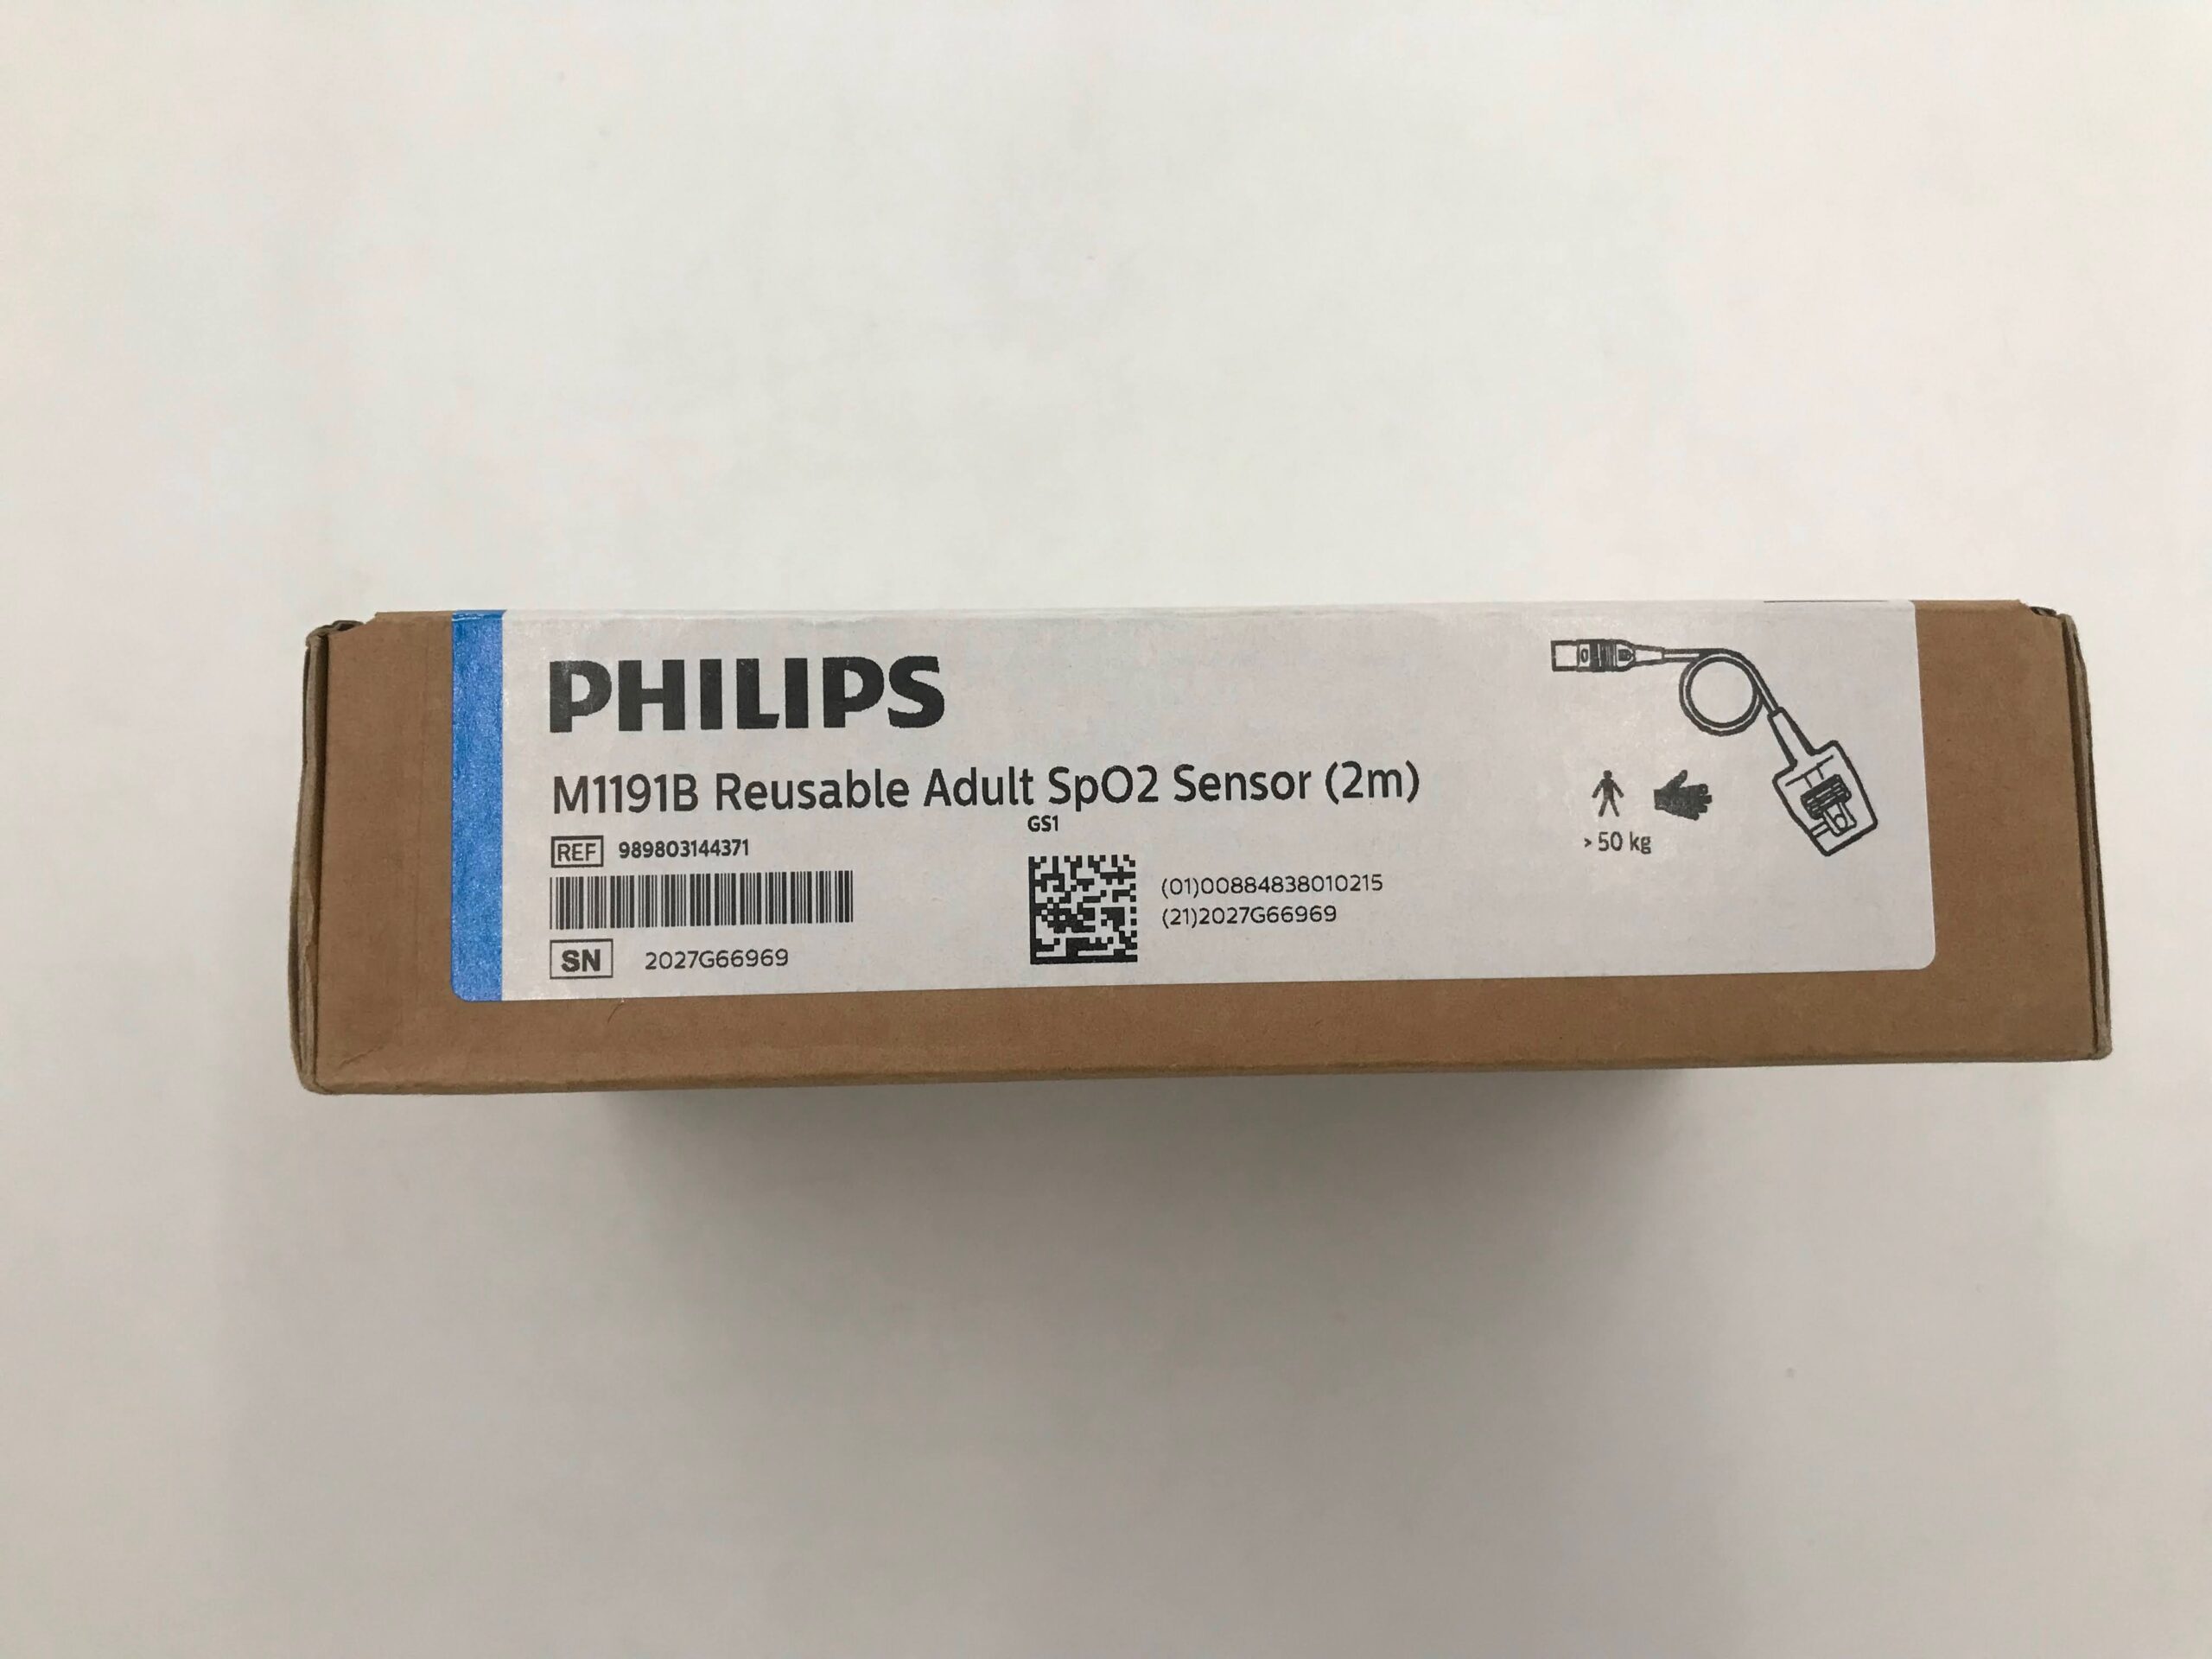 PHILIPS
M1191B Reusable Adult SpO2 Sensor (2m)
REF 989803144371
GS1
(01)00884838010215
(21)2027G66969
SN 2027G66969
> 50 kg